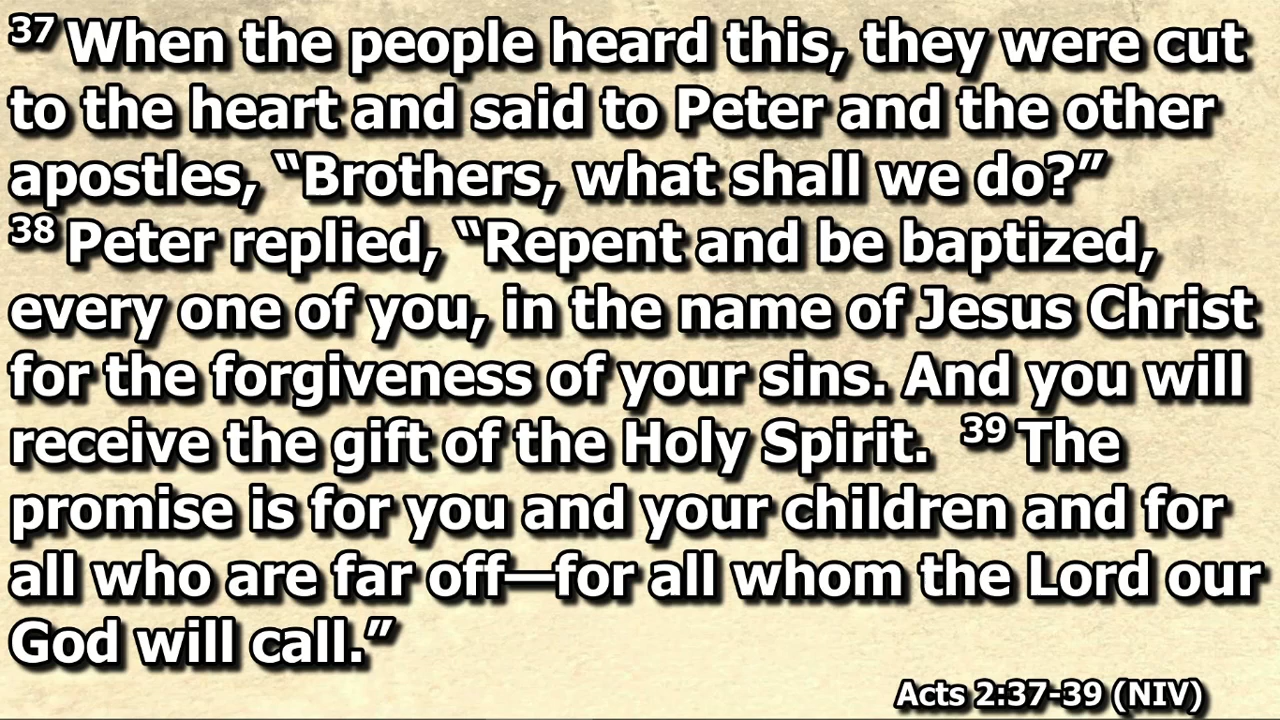 37 When the people heard this, they were cut
to the heart and said to Peter and the other
apostles, “Brothers, what shall we do?”
38 Peter replied, “Repent and be baptized,
every one of you, in the name of Jesus Christ
for the forgiveness of your sins. And you will
receive the gift of the Holy Spirit.  39 The
promise is for you and your children and for
all who are far off—for all whom the Lord our
God will call.”
Acts 2:37-39 (NIV)